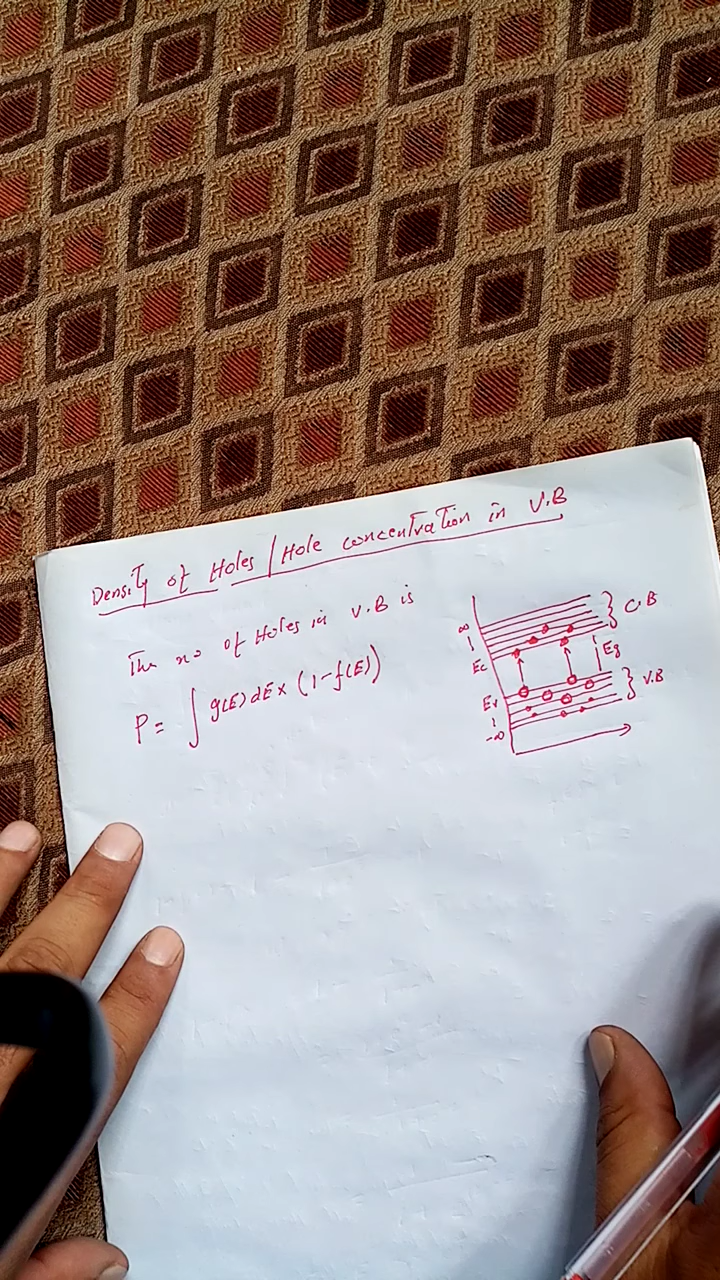 Density of Holes / Hole concentration in V.B
The no of Holes in V.B is
P = ∫ g(E) dE × (1-f(E))
∞
C.B
Ec
Eg
Ev
V.B
-∞